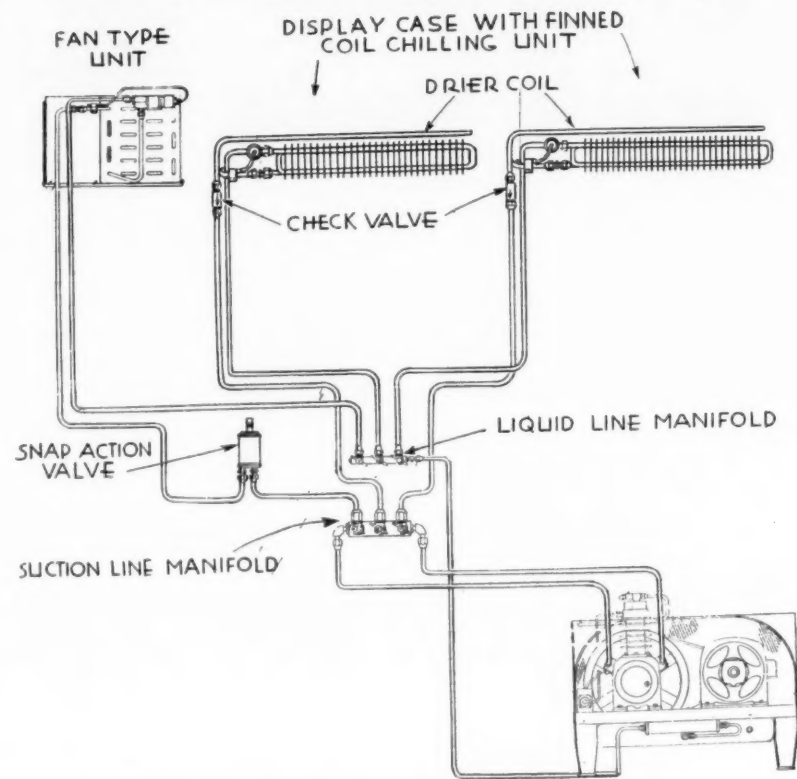 FAN TYPE
UNIT
DISPLAY CASE WITH FINNED
COIL CHILLING UNIT
DRIER COIL
CHECK VALVE
SNAP ACTION
VALVE
LIQUID LINE MANIFOLD
SUCTION LINE MANIFOLD